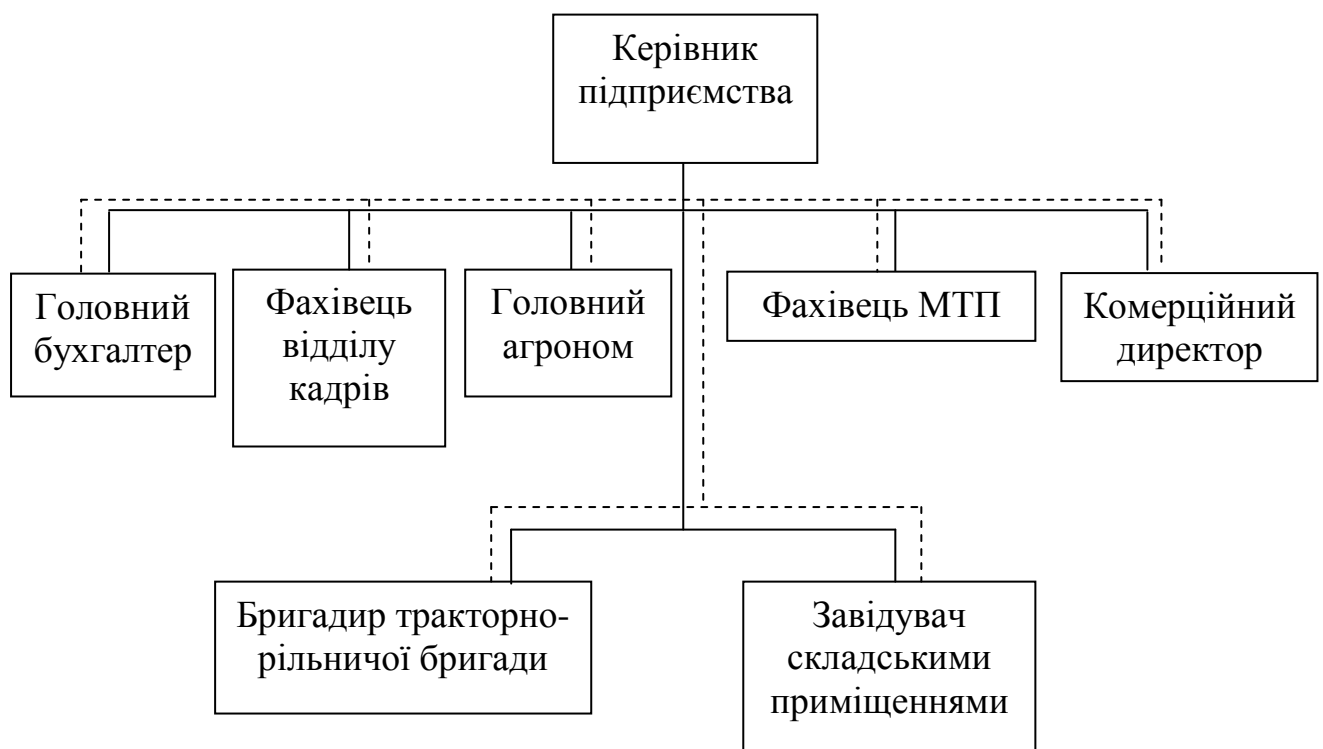 Керівник
підприємства
Головний
бухгалтер
Фахівець
відділу
кадрів
Головний
агроном
Фахівець МТП
Комерційний
директор
Бригадир тракторно-
рільничої бригади
Завідувач
складськими
приміщеннями